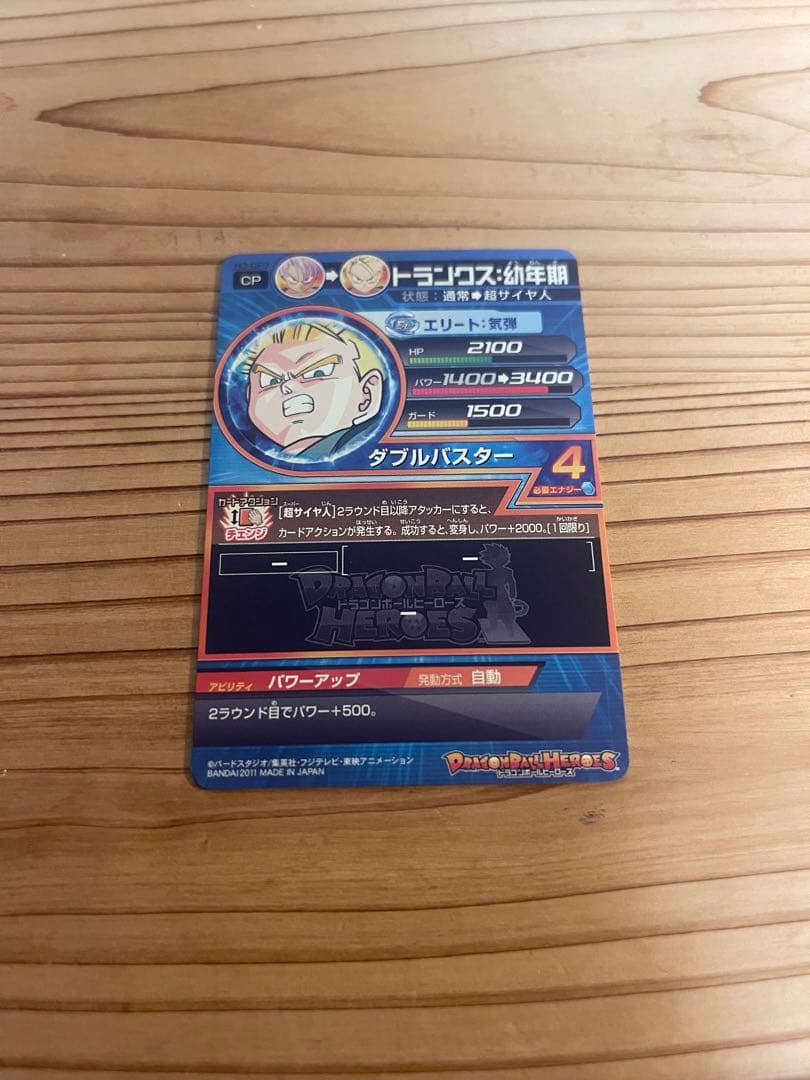 CP
トランクス:幼年期
状態：通常➡超サイヤ人
エリート:気弾
HP 2100
パワー 1400➡3400
ガード 1500
ダブルバスター
4
必要エナジー
カードアクション
チェンジ
[超サイヤ人]2ラウンド目以降アタッカーにすると、
カードアクションが発生する。成功すると、変身し、パワー+2000。[1回限り]
DRAGONBALL
ドラゴンボールヒーローズ
HEROES
アビリティ パワーアップ 発動方式 自動
2ラウンド目でパワー+500。
©バードスタジオ/集英社・フジテレビ・東映アニメーション
BANDAI 2011 MADE IN JAPAN
DRAGONBALL HEROES
ドラゴンボールヒーローズ